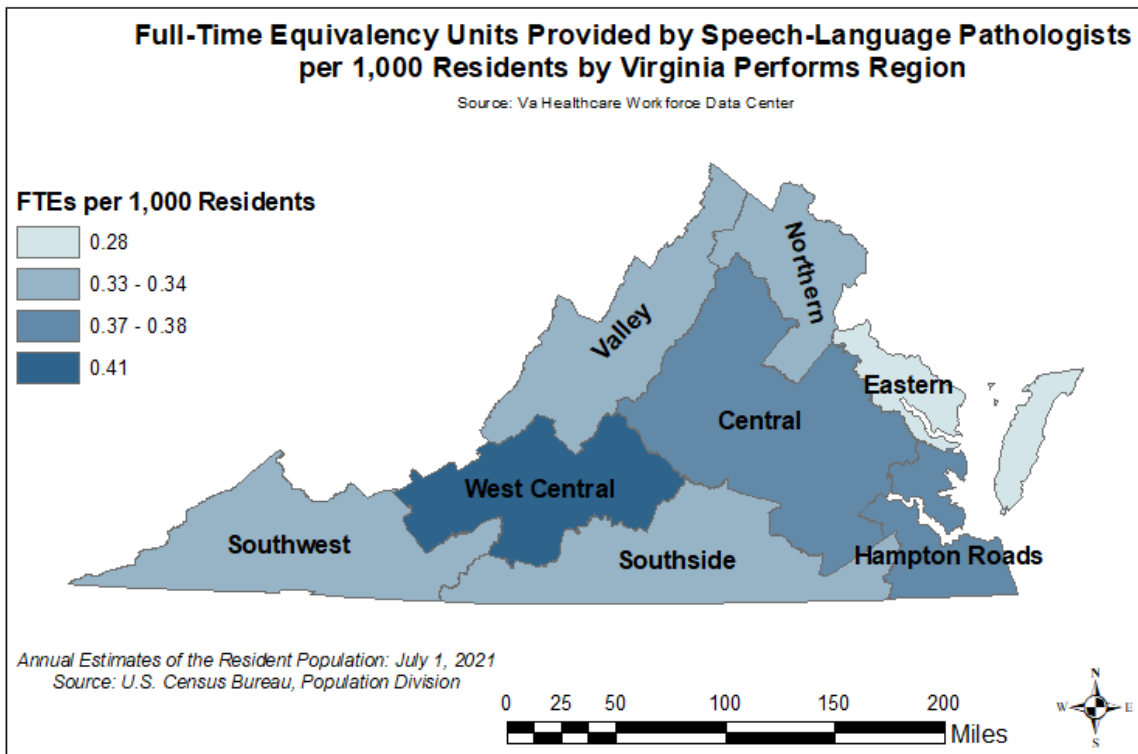 Full-Time Equivalency Units Provided by Speech-Language Pathologists
per 1,000 Residents by Virginia Performs Region
Source: Va Healthcare Workforce Data Center
FTEs per 1,000 Residents
0.28
0.33 - 0.34
0.37 - 0.38
0.41
Northern
Valley
Eastern
Central
West Central
Southwest
Southside
Hampton Roads
Annual Estimates of the Resident Population: July 1, 2021
Source: U.S. Census Bureau, Population Division
0 25 50 100 150 200
Miles
N
W E
S